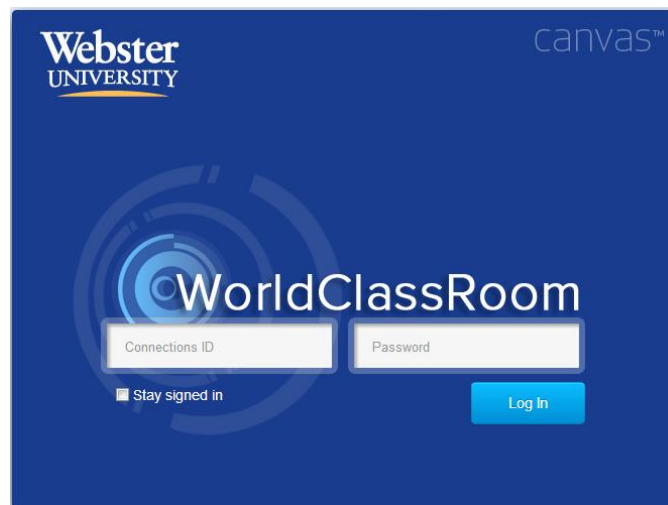 Webster
UNIVERSITY
canvas™
WorldClassRoom
Connections ID
Password
Stay signed in
Log In